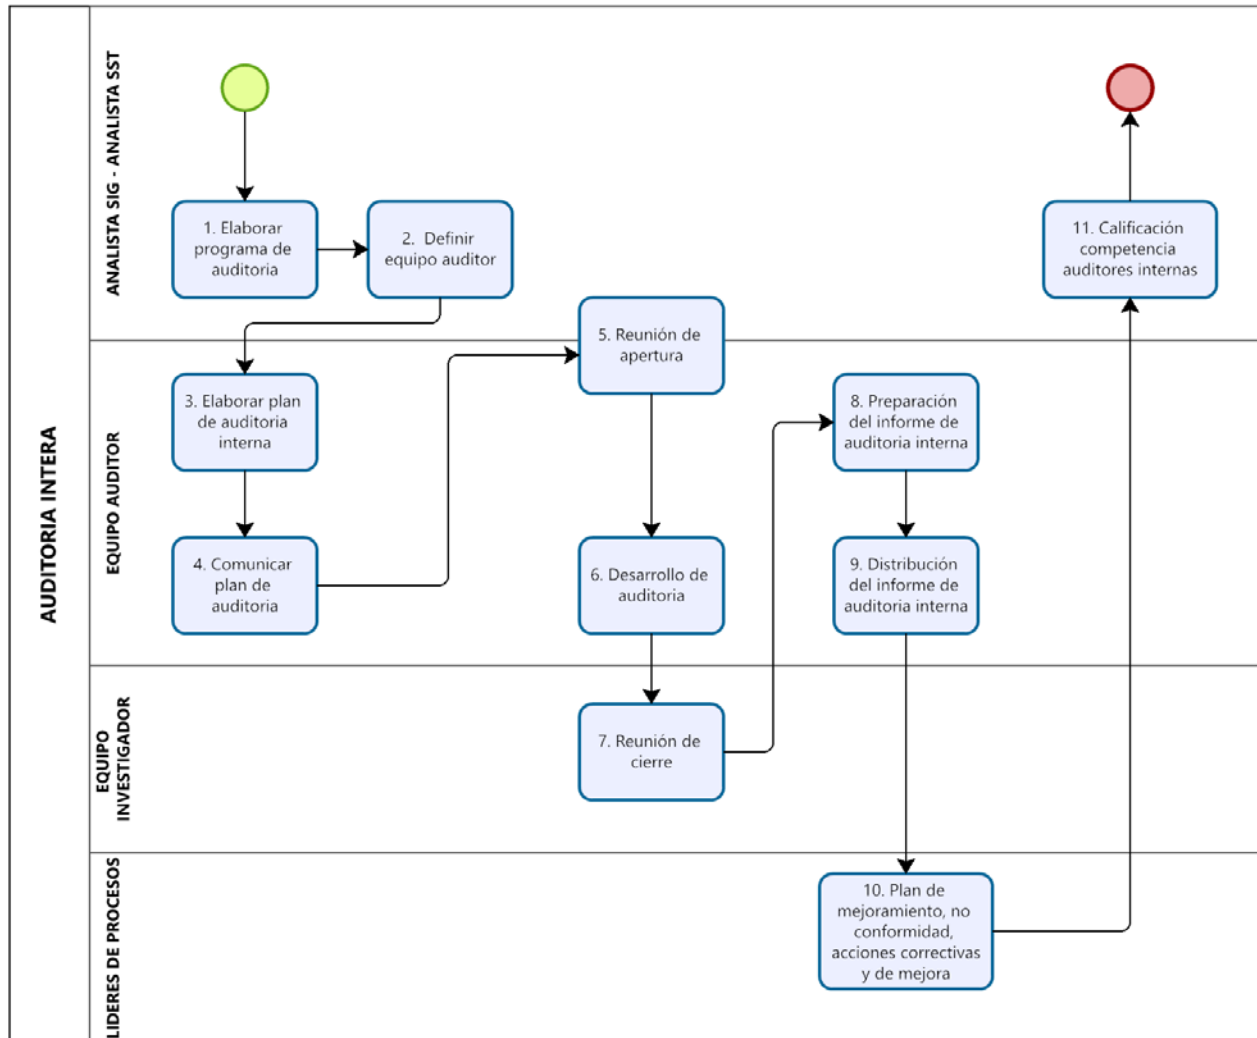 AUDITORIA INTERA
ANALISTA SIG - ANALISTA SST
1. Elaborar
programa de
auditoria
2. Definir
equipo auditor
11. Calificación
competencia
auditores internas
EQUIPO AUDITOR
3. Elaborar plan
de auditoria
interna
4. Comunicar
plan de
auditoria
5. Reunión de
apertura
6. Desarrollo de
auditoria
8. Preparación
del informe de
auditoria interna
9. Distribución
del informe de
auditoria interna
EQUIPO
INVESTIGADOR
7. Reunión de
cierre
LIDERES DE PROCESOS
10. Plan de
mejoramiento, no
conformidad,
acciones correctivas
y de mejora